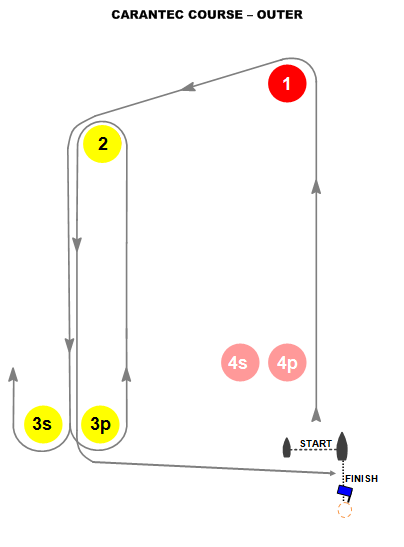 CARANTEC COURSE – OUTER
1
2
4s 4p
3s 3p
START
FINISH